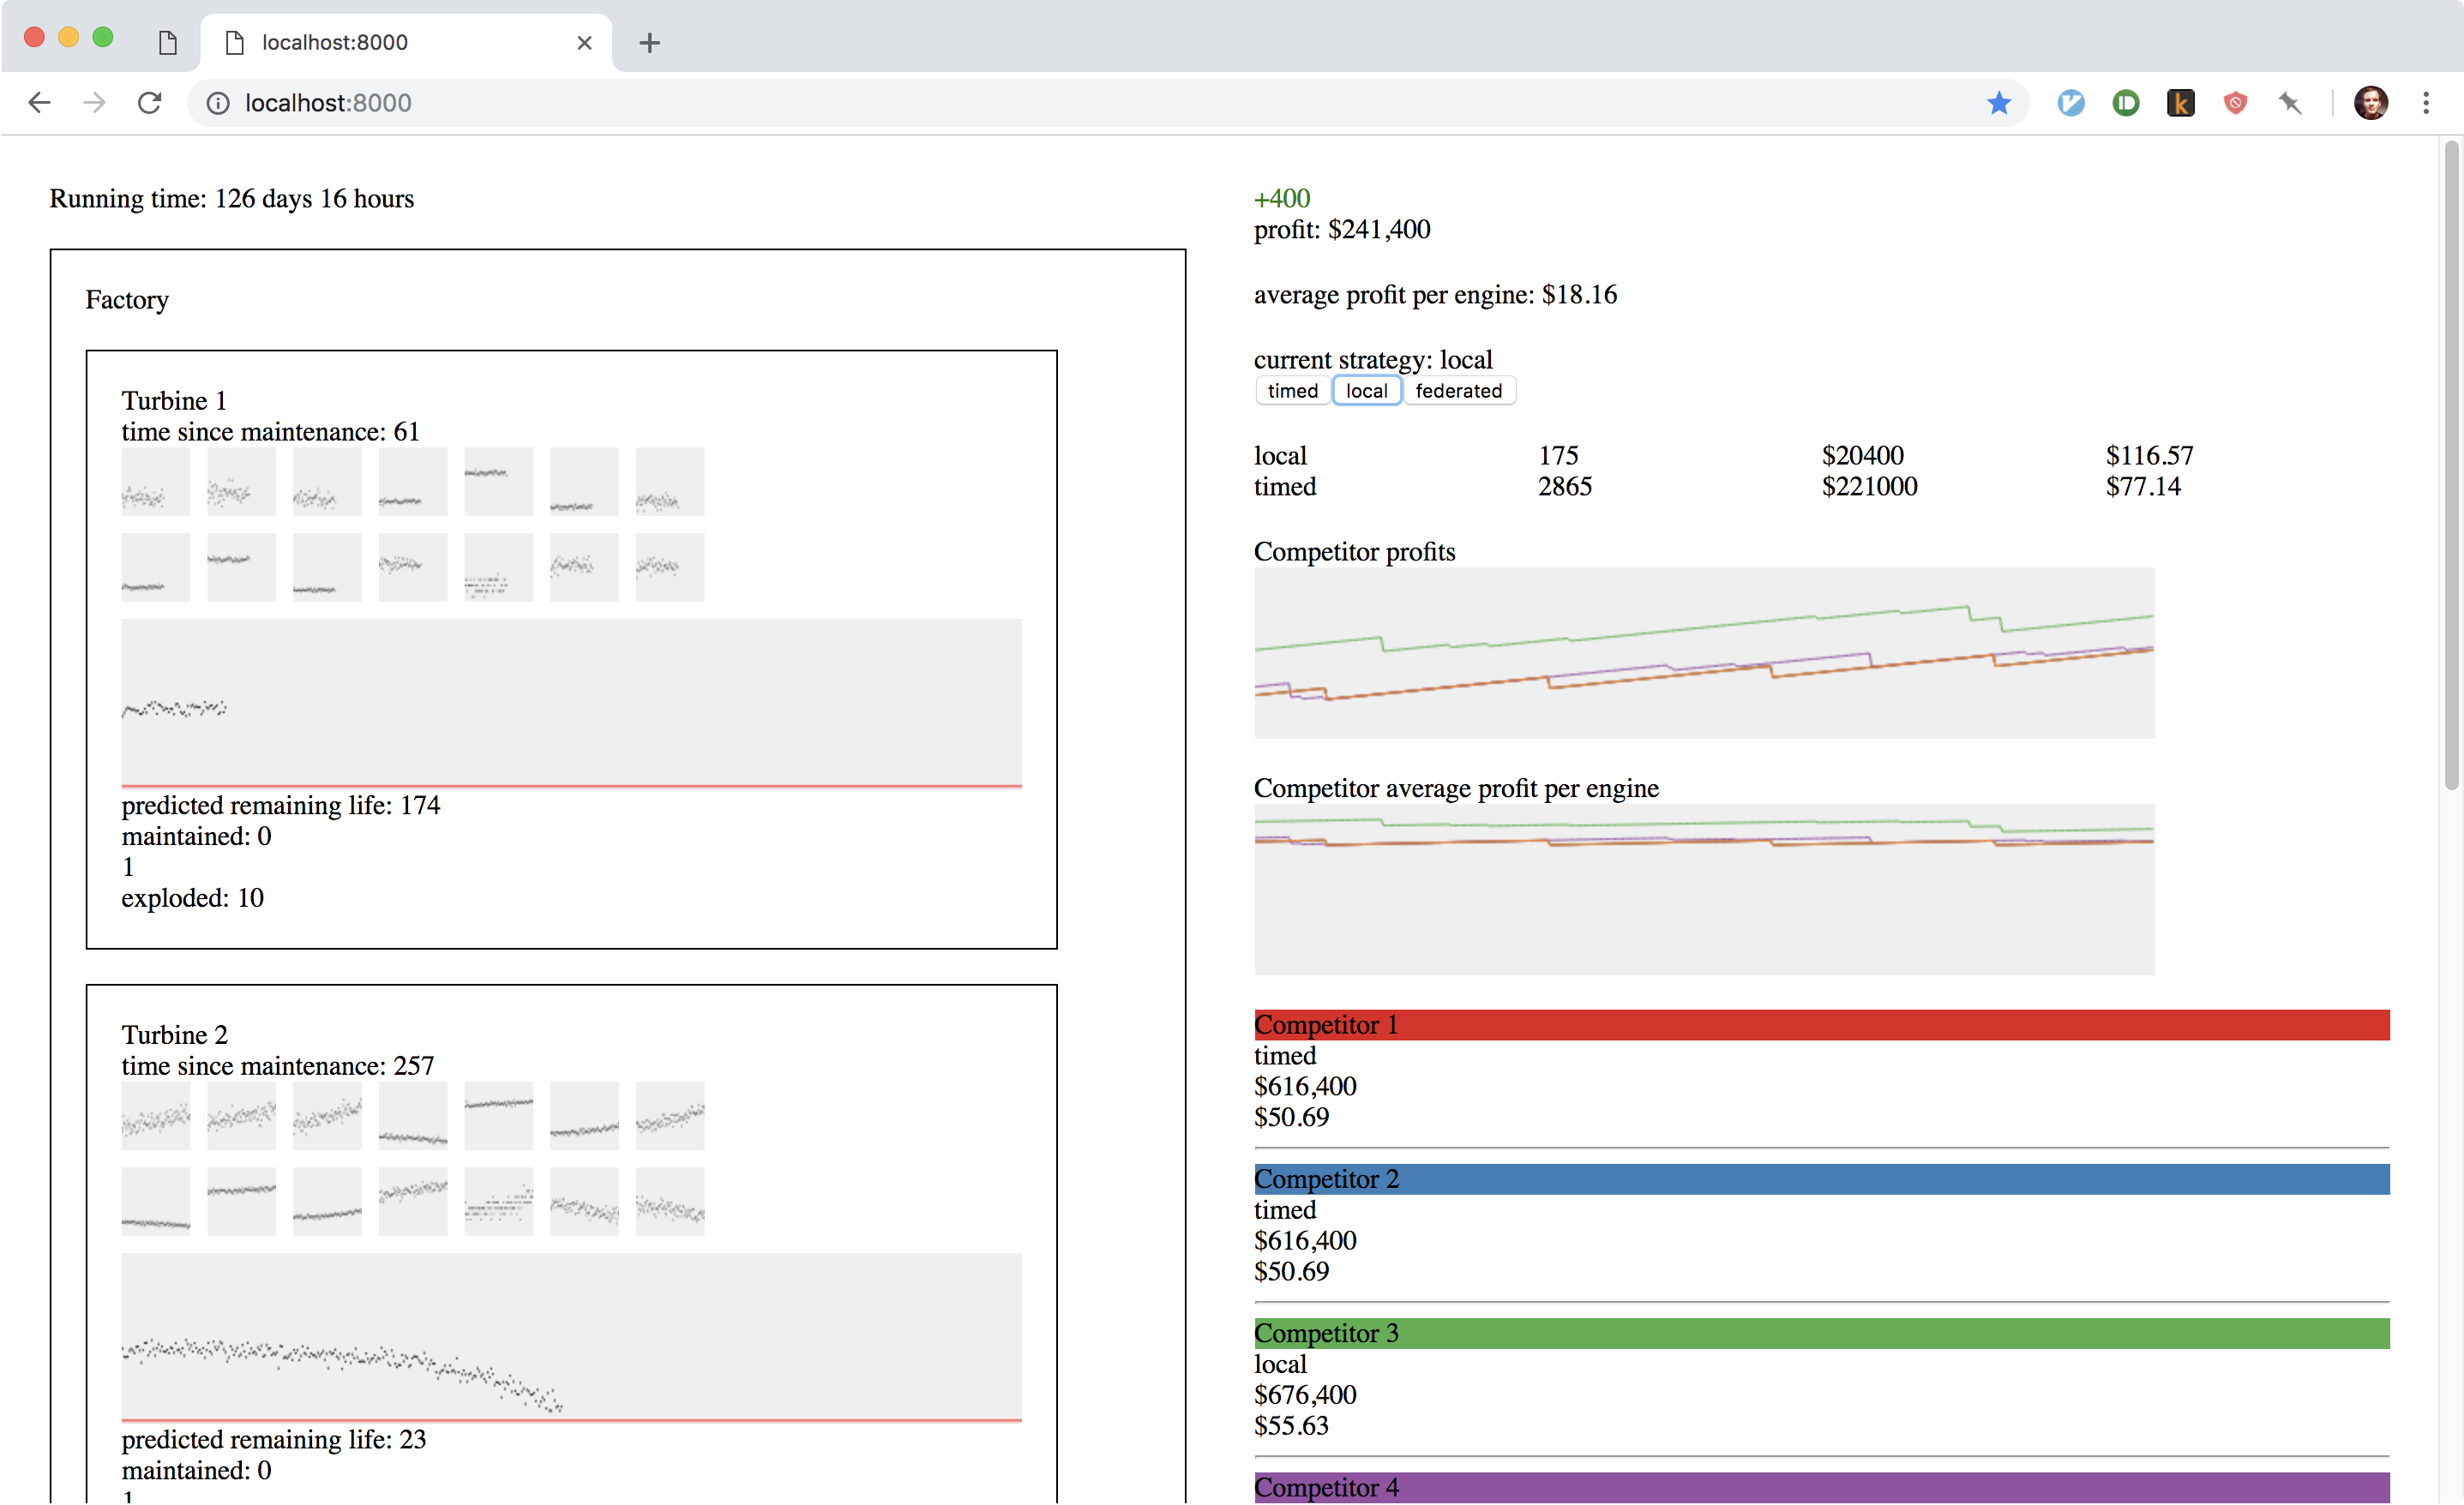 localhost:8000
localhost:8000
Running time: 126 days 16 hours
Factory
Turbine 1
time since maintenance: 61
predicted remaining life: 174
maintained: 0
1
exploded: 10
Turbine 2
time since maintenance: 257
predicted remaining life: 23
maintained: 0
1
+400
profit: $241,400
average profit per engine: $18.16
current strategy: local
timed local federated
local 175 $20400 $116.57
timed 2865 $221000 $77.14
Competitor profits
Competitor average profit per engine
Competitor 1
timed
$616,400
$50.69
Competitor 2
timed
$616,400
$50.69
Competitor 3
local
$676,400
$55.63
Competitor 4